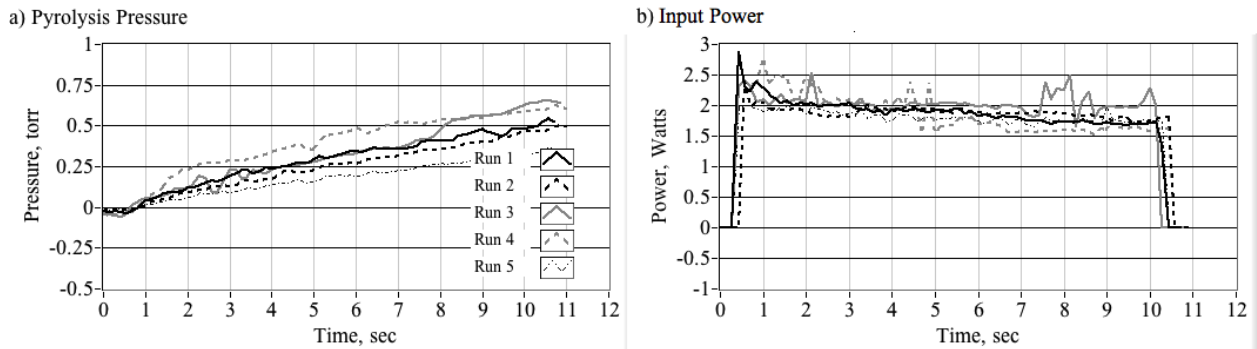 a) Pyrolysis Pressure
1
0.75
0.5
0.25
0
-0.25
-0.5
Pressure, torr
0 1 2 3 4 5 6 7 8 9 10 11 12
Time, sec
Run 1
Run 2
Run 3
Run 4
Run 5
b) Input Power
3
2.5
2
1.5
1
0.5
0
-0.5
-1
Power, Watts
0 1 2 3 4 5 6 7 8 9 10 11 12
Time, sec